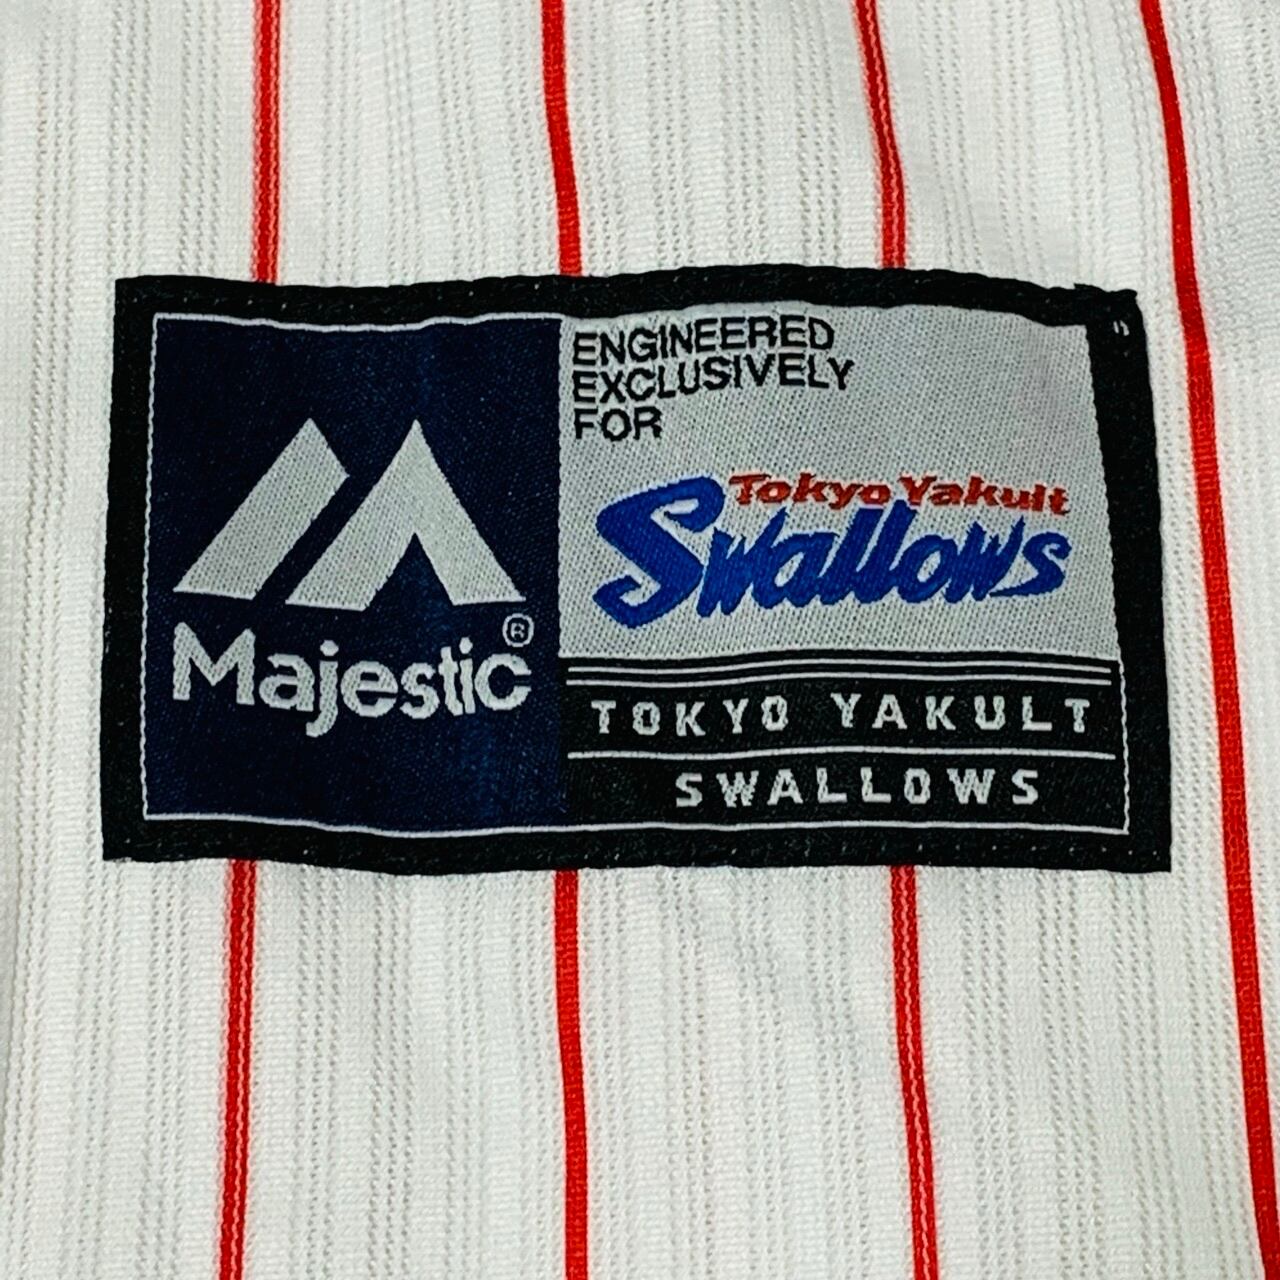 Majestic®
ENGINEERED
EXCLUSIVELY
FOR
Tokyo Yakult
Swallows
TOKYO YAKULT
SWALLOWS